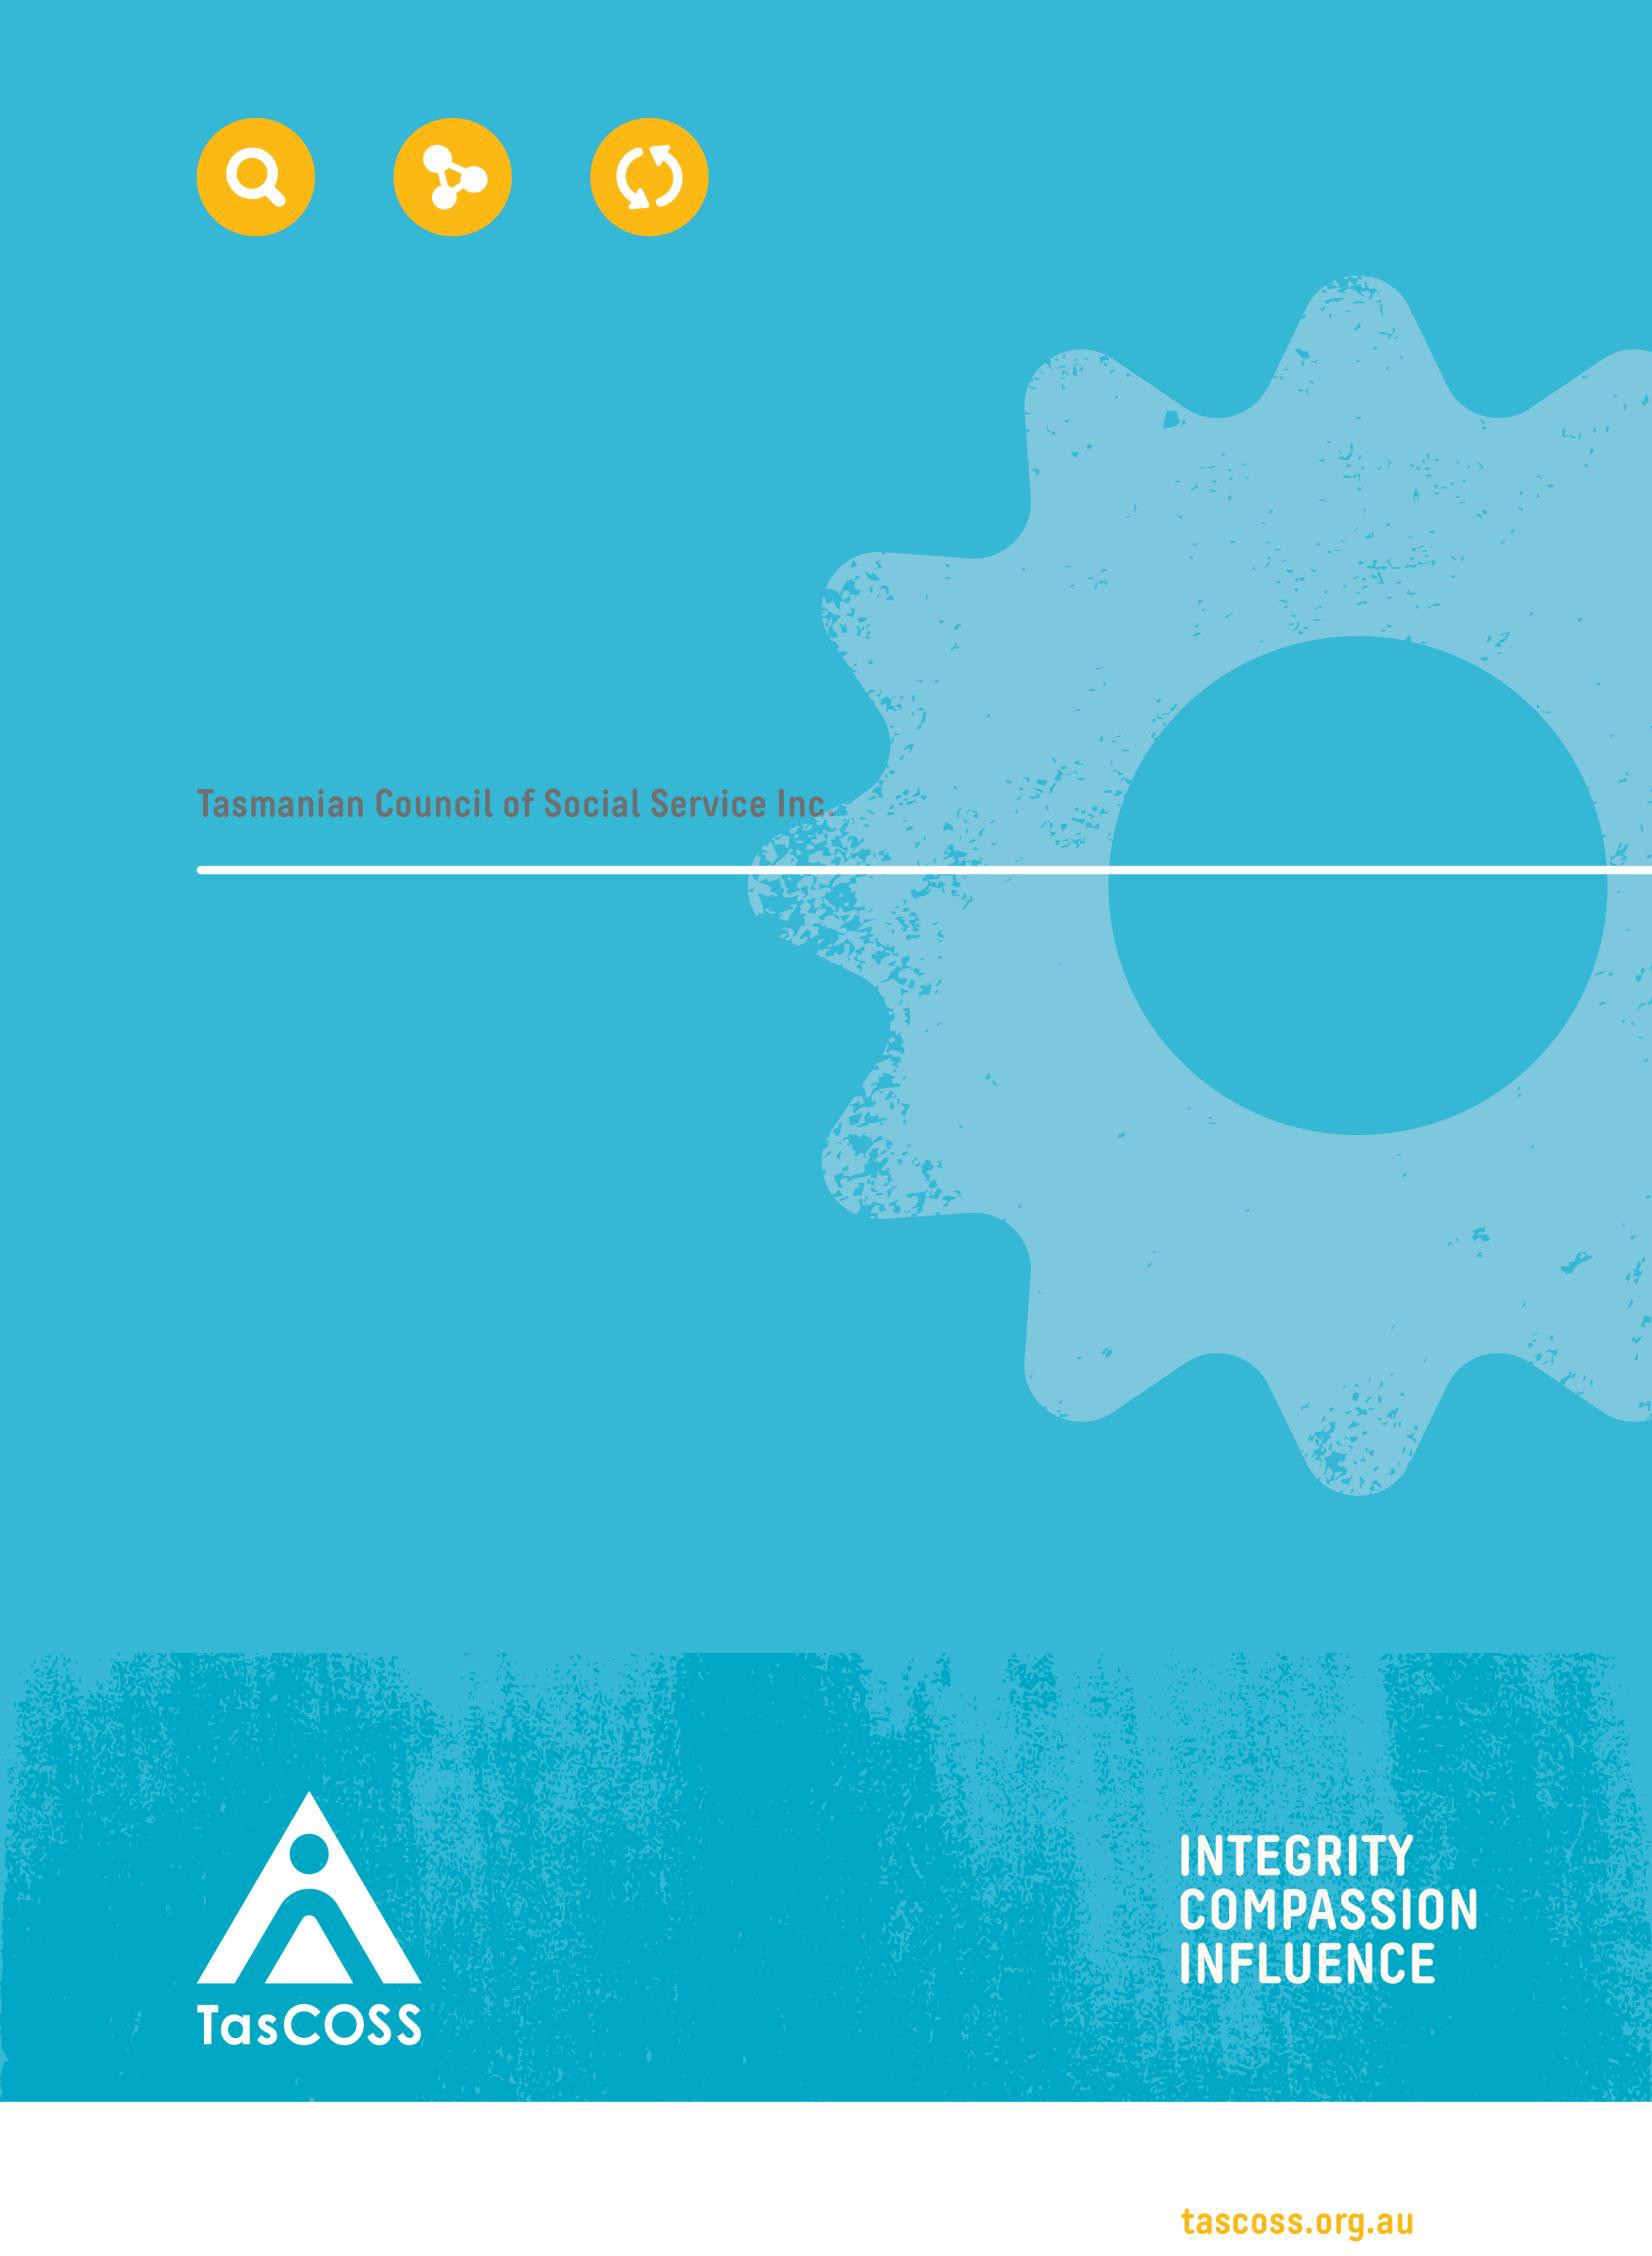 Tasmanian Council of Social Service Inc.
TasCOSS
INTEGRITY
COMPASSION
INFLUENCE
tascoss.org.au